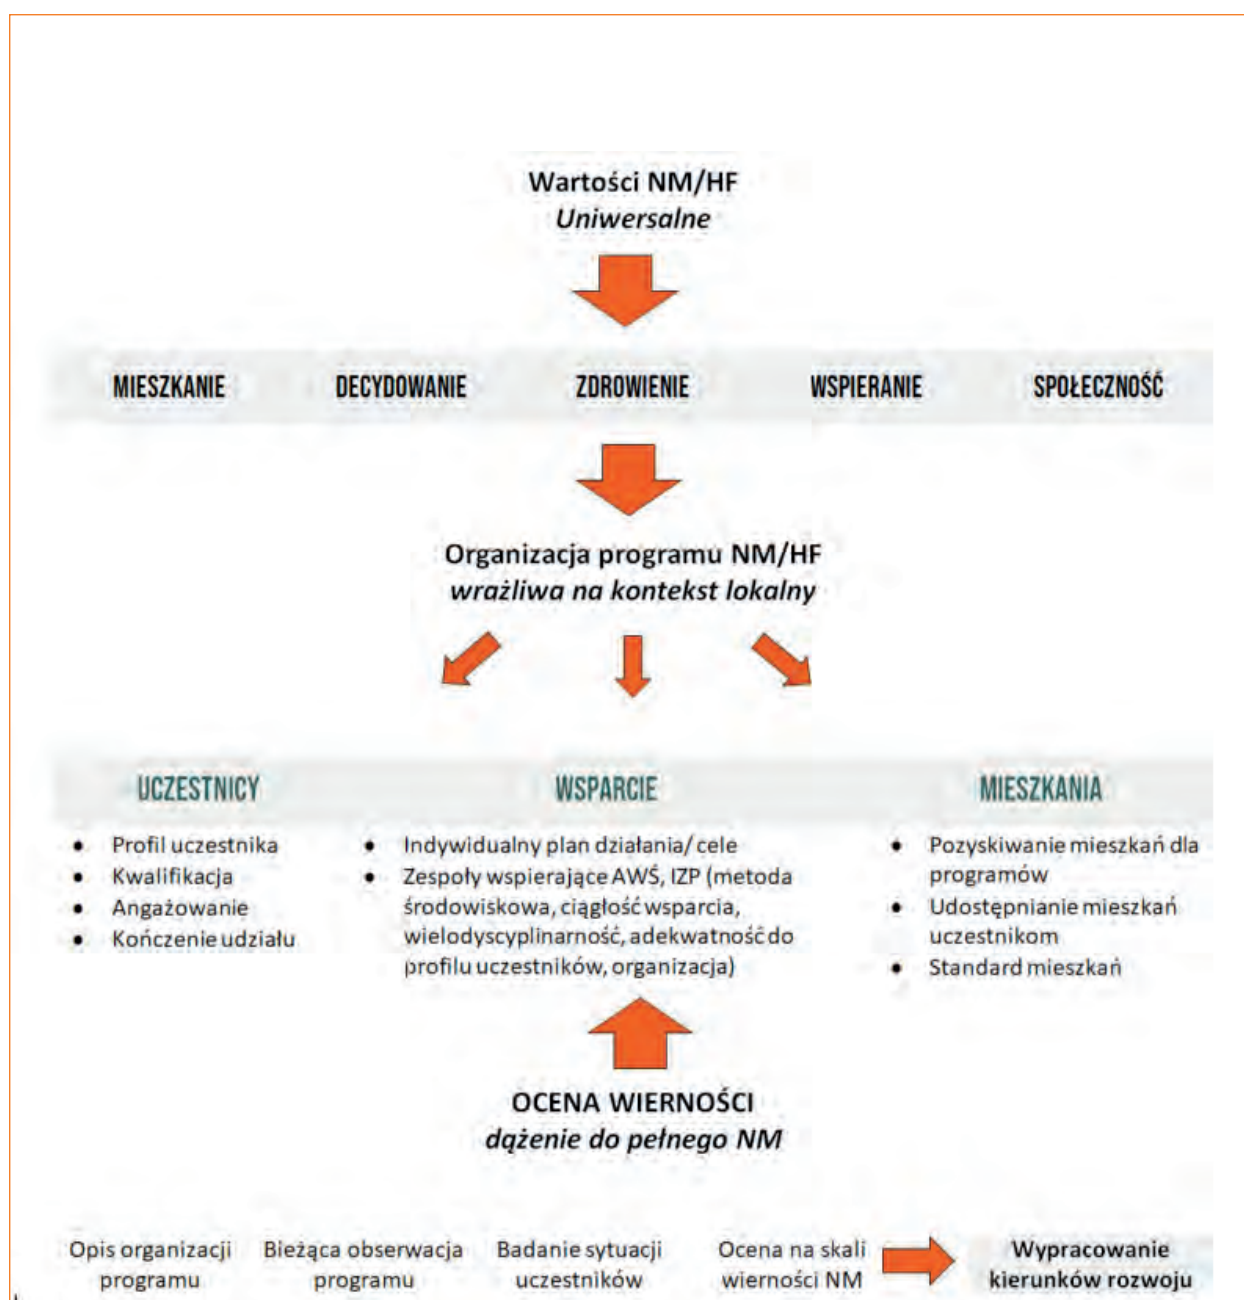 Wartości NM/HF
Uniwersalne
MIESZKANIE DECYDOWANIE ZDROWIENIE WSPIERANIE SPOŁECZNOŚĆ
Organizacja programu NM/HF
wrażliwa na kontekst lokalny
UCZESTNICY
• Profil uczestnika
• Kwalifikacja
• Angażowanie
• Kończenie udziału
WSPARCIE
• Indywidualny plan działania/ cele
• Zespoły wspierające AWŚ, IZP (metoda
środowiskowa, ciągłość wsparcia,
wielodyscyplinarność, adekwatność do
profilu uczestników, organizacja)
MIESZKANIA
• Pozyskiwanie mieszkań dla
programów
• Udostępnianie mieszkań
uczestnikom
• Standard mieszkań
OCENA WIERNOŚCI
dążenie do pełnego NM
Opis organizacji
programu
Bieżąca obserwacja
programu
Badanie sytuacji
uczestników
Ocena na skali
wierności NM
Wypracowanie
kierunków rozwoju